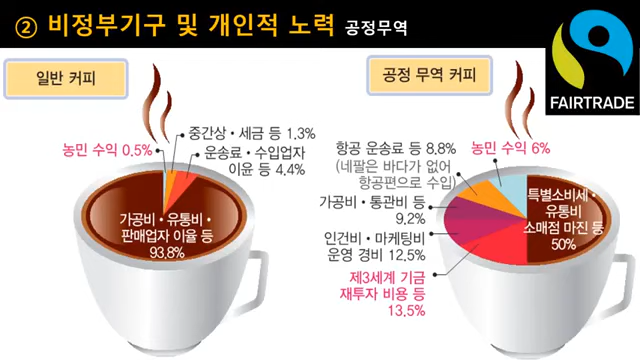 ② 비정부기구 및 개인적 노력 공정무역
FAIRTRADE
일반 커피
농민 수익 0.5%
중간상·세금 등 1.3%
운송료·수입업자
이윤 등 4.4%
가공비·유통비·
판매업자 이율 등
93.8%
공정 무역 커피
항공 운송료 등 8.8%
(네팔은 바다가 없어
항공편으로 수입)
농민 수익 6%
가공비·통관비 등
9.2%
인건비·마케팅비
운영 경비 12.5%
제3세계 기금
재투자 비용 등
13.5%
특별소비세·
유통비
소매점 마진 등
50%